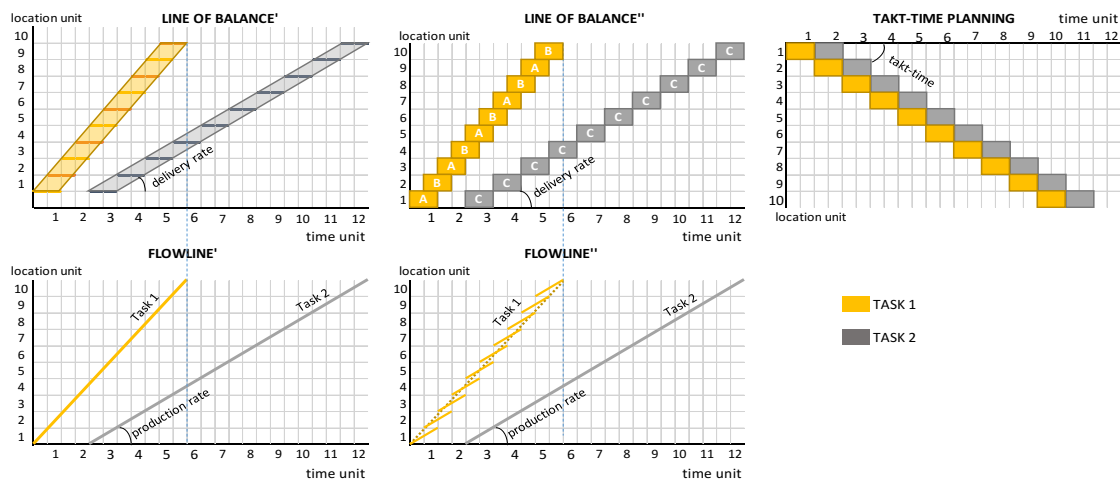 location unit
LINE OF BALANCE'
10
9
8
7
6
5
4
3
2
1
delivery rate
1 2 3 4 5 6 7 8 9 10 11 12
time unit
location unit
LINE OF BALANCE''
10
9
8
7
6
5
4
3
2
1
B
A
B
A
B
A
B
A
B
A
C
C
C
C
C
C
C
C
C
C
delivery rate
1 2 3 4 5 6 7 8 9 10 11 12
time unit
TAKT-TIME PLANNING
time unit
1 2 3 4 5 6 7 8 9 10 11 12
1
2
3
4
5
6
7
8
9
10
takt-time
location unit
FLOWLINE'
location unit
10
9
8
7
6
5
4
3
2
1
Task 1
Task 2
production rate
1 2 3 4 5 6 7 8 9 10 11 12
time unit
FLOWLINE''
location unit
10
9
8
7
6
5
4
3
2
1
Task 1
Task 2
production rate
1 2 3 4 5 6 7 8 9 10 11 12
time unit
TASK 1
TASK 2